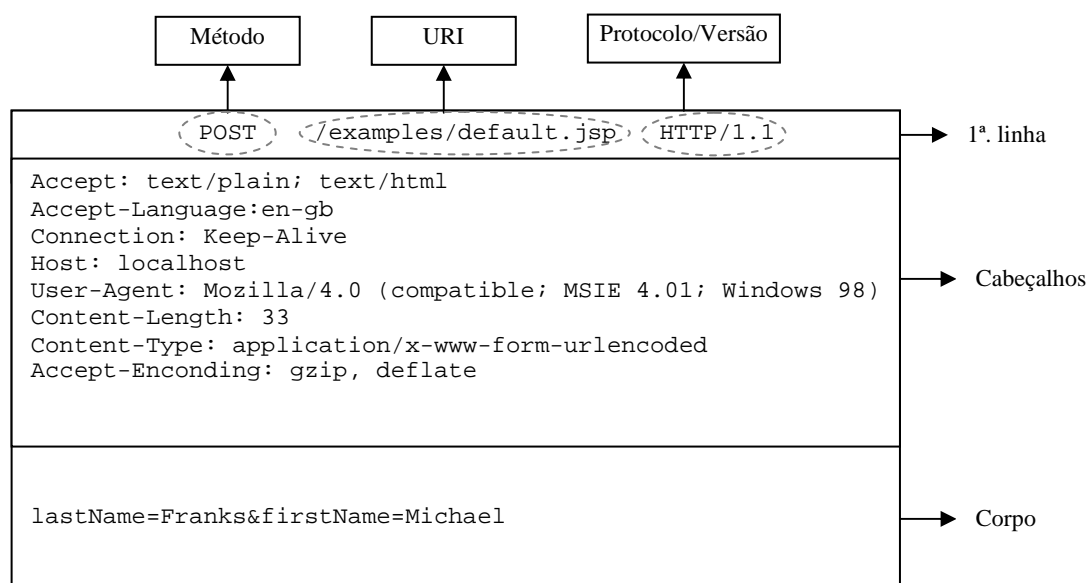 Método URI Protocolo/Versão
POST /examples/default.jsp HTTP/1.1 1ª. linha
Accept: text/plain; text/html
Accept-Language:en-gb
Connection: Keep-Alive
Host: localhost
User-Agent: Mozilla/4.0 (compatible; MSIE 4.01; Windows 98)
Cabeçalhos
Content-Length: 33
Content-Type: application/x-www-form-urlencoded
Accept-Enconding: gzip, deflate
lastName=Franks&firstName=Michael Corpo